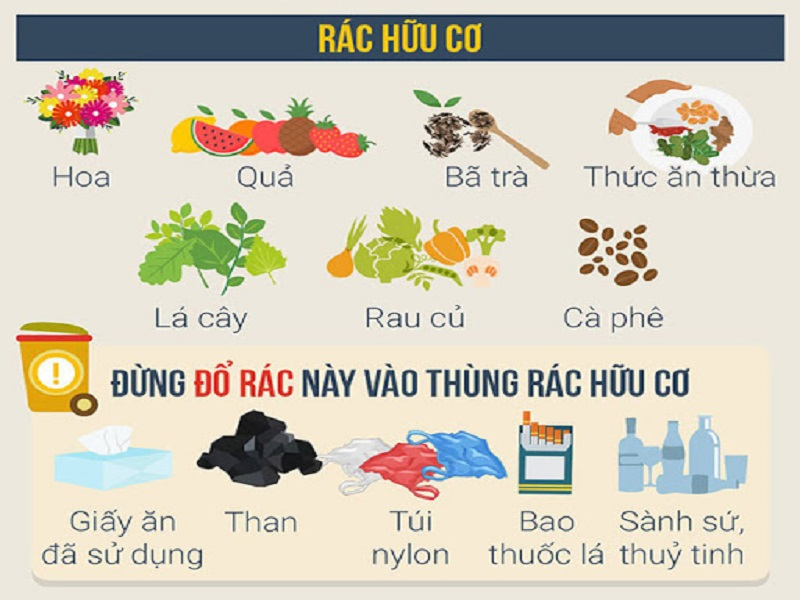 RÁC HỮU CƠ
Hoa
Quả
Bã trà
Thức ăn thừa
Lá cây
Rau củ
Cà phê
ĐỪNG ĐỔ RÁC NÀY VÀO THÙNG RÁC HỮU CƠ
Giấy ăn
đã sử dụng
Than
Túi
nylon
Bao
thuốc lá
Sành sứ,
thuỷ tinh